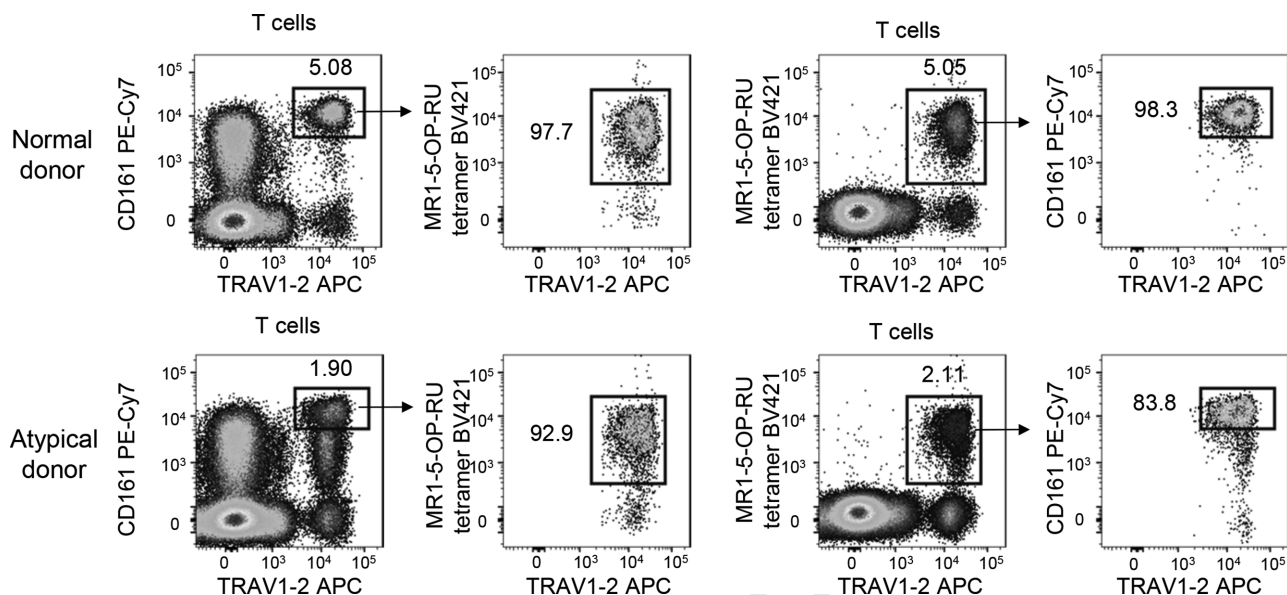 T cells
T cells
Normal
donor
CD161 PE-Cy7
10⁵
10⁴
10³
0
5.08
0
10³
10⁴
10⁵
TRAV1-2 APC
MR1-5-OP-RU
tetramer BV421
10⁵
10⁴
10³
0
97.7
0
10³
10⁴
10⁵
TRAV1-2 APC
MR1-5-OP-RU
tetramer BV421
10⁵
10⁴
10³
0
5.05
0
10³
10⁴
10⁵
TRAV1-2 APC
CD161 PE-Cy7
10⁵
10⁴
10³
0
98.3
0
10³
10⁴
10⁵
TRAV1-2 APC
T cells
T cells
Atypical
donor
CD161 PE-Cy7
10⁵
10⁴
10³
0
1.90
0
10³
10⁴
10⁵
TRAV1-2 APC
MR1-5-OP-RU
tetramer BV421
10⁵
10⁴
10³
0
92.9
0
10³
10⁴
10⁵
TRAV1-2 APC
MR1-5-OP-RU
tetramer BV421
10⁵
10⁴
10³
0
2.11
0
10³
10⁴
10⁵
TRAV1-2 APC
CD161 PE-Cy7
10⁵
10⁴
10³
0
83.8
0
10³
10⁴
10⁵
TRAV1-2 APC